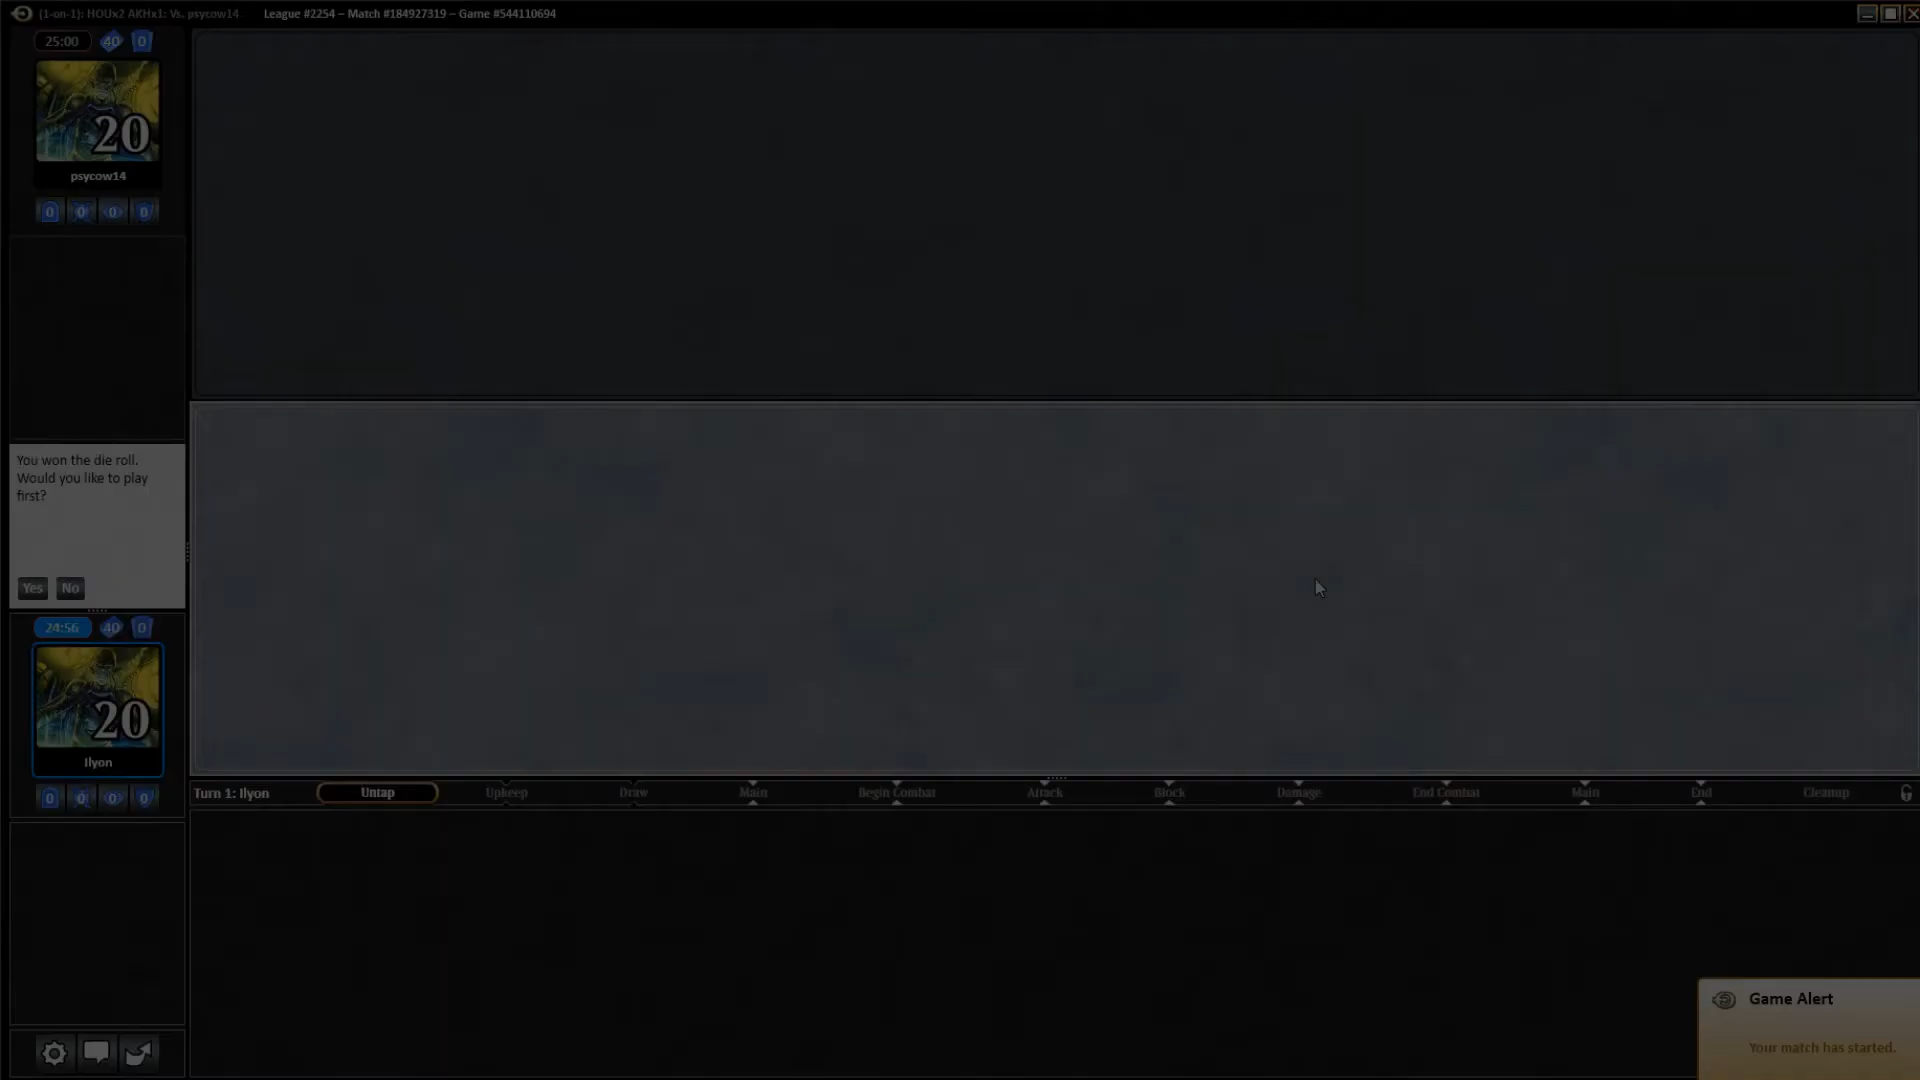 (1-on-1): HOUx2 AKHx1: Vs. psycow14 League #2254 – Match #184927319 – Game #544110694
25:00 40 0
20
psycow14
0 0 0 0
You won the die roll.
Would you like to play
first?
Yes No
24:56 40 0
20
Ilyon
0 0 0 0
Turn 1: Ilyon Untap Upkeep Draw Main Begin Combat Attack Block Damage End Combat Main End Cleanup
Game Alert
Your match has started.